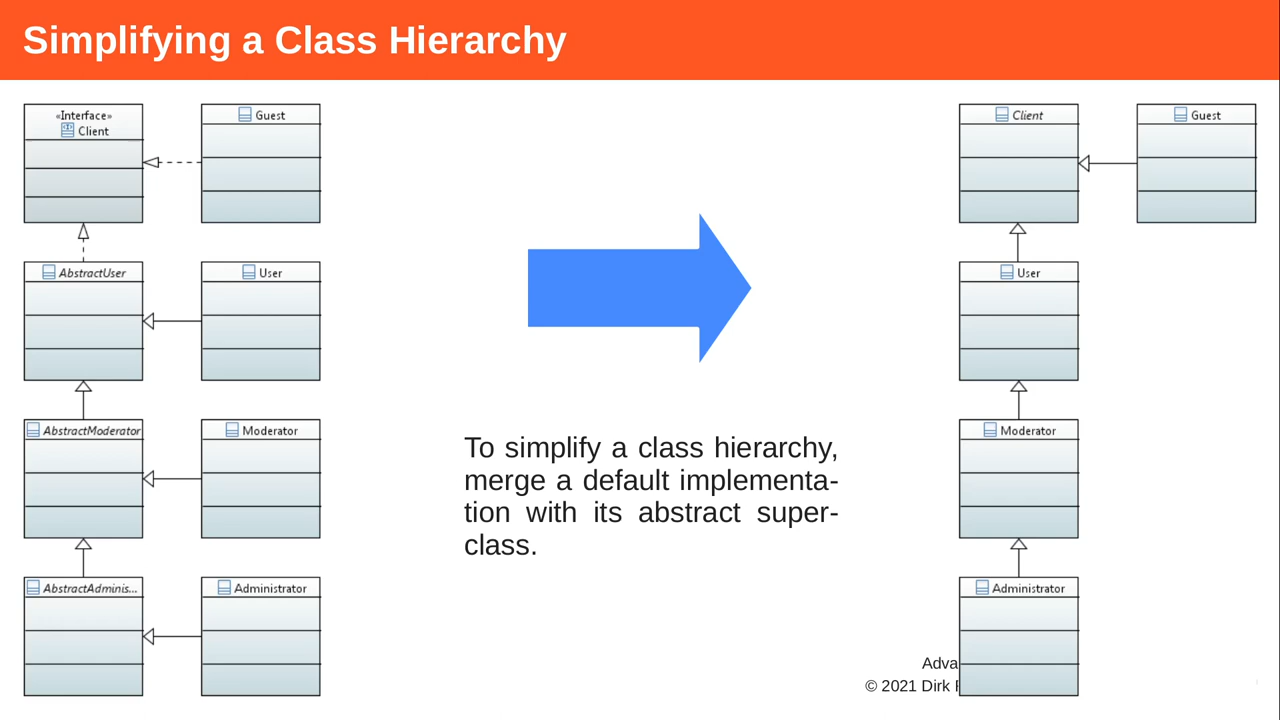 Simplifying a Class Hierarchy
«Interface»
Client
Guest
AbstractUser
User
AbstractModerator
Moderator
AbstractAdminis...
Administrator
To simplify a class hierarchy,
merge a default implementa-
tion with its abstract super-
class.
Client
Guest
User
Moderator
Administrator
Adva
© 2021 Dirk